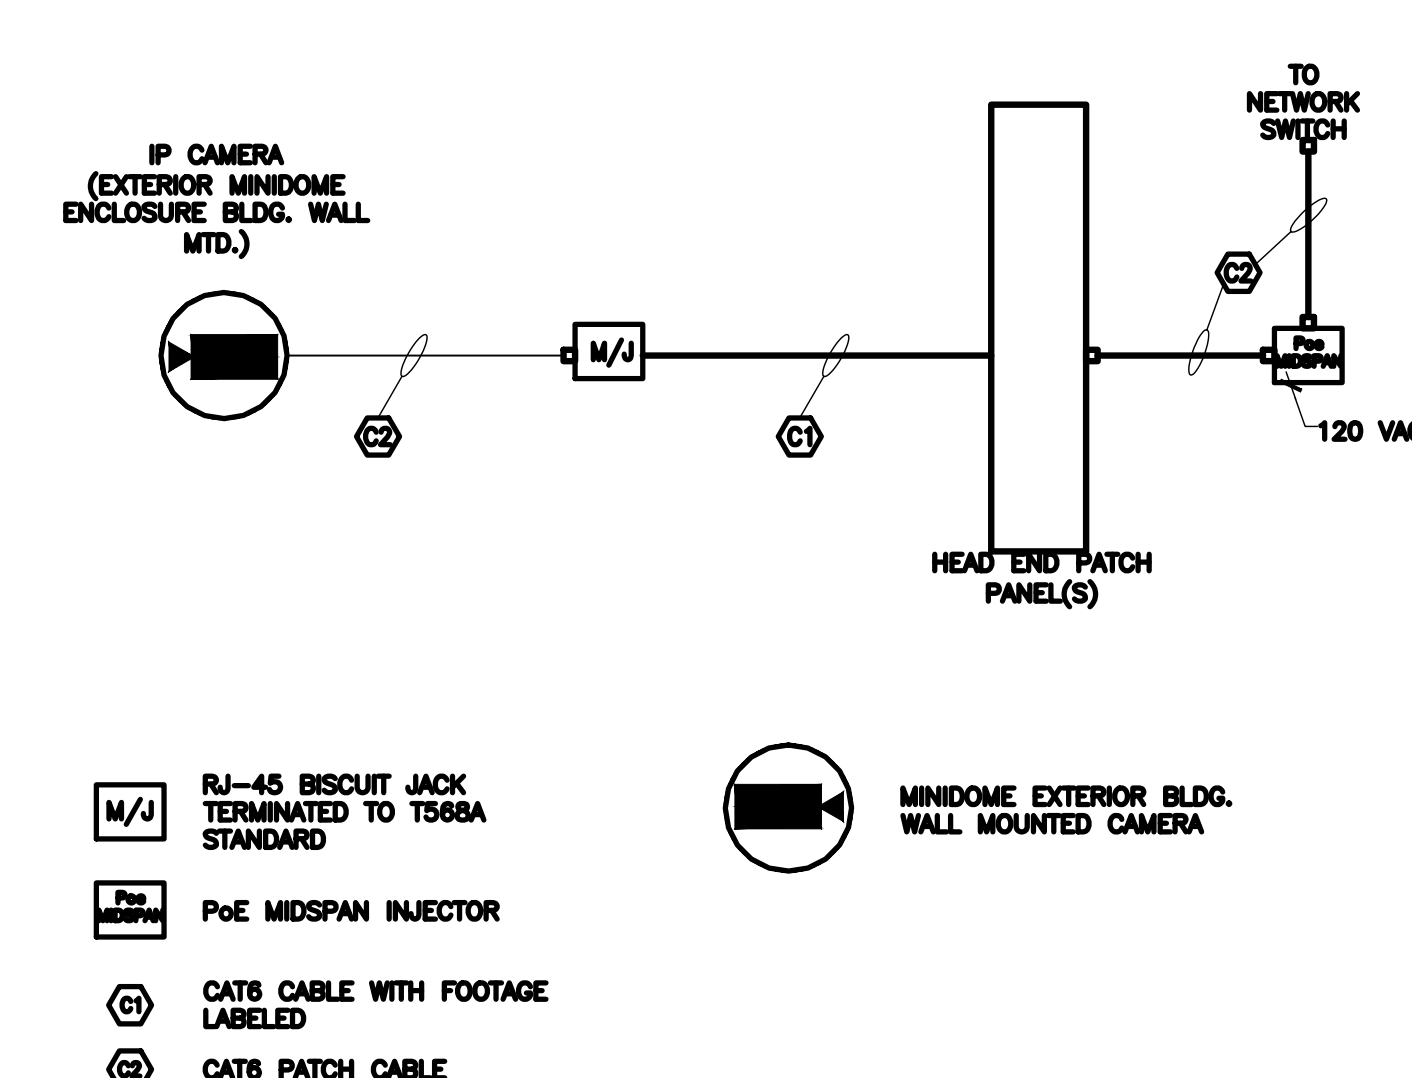 TO
NETWORK
SWITCH
IP CAMERA
(EXTERIOR MINIDOME
ENCLOSURE BLDG. WALL
MTD.)
C2
M/J
C2
C1
Poe
MIDSPAN
120 VAC
HEAD END PATCH
PANEL(S)
M/J
RJ-45 BISCUIT JACK
TERMINATED TO T568A
STANDARD
MINIDOME EXTERIOR BLDG.
WALL MOUNTED CAMERA
Poe
MIDSPAN
PoE MIDSPAN INJECTOR
C1
CAT6 CABLE WITH FOOTAGE
LABELED
C2
CAT6 PATCH CABLE